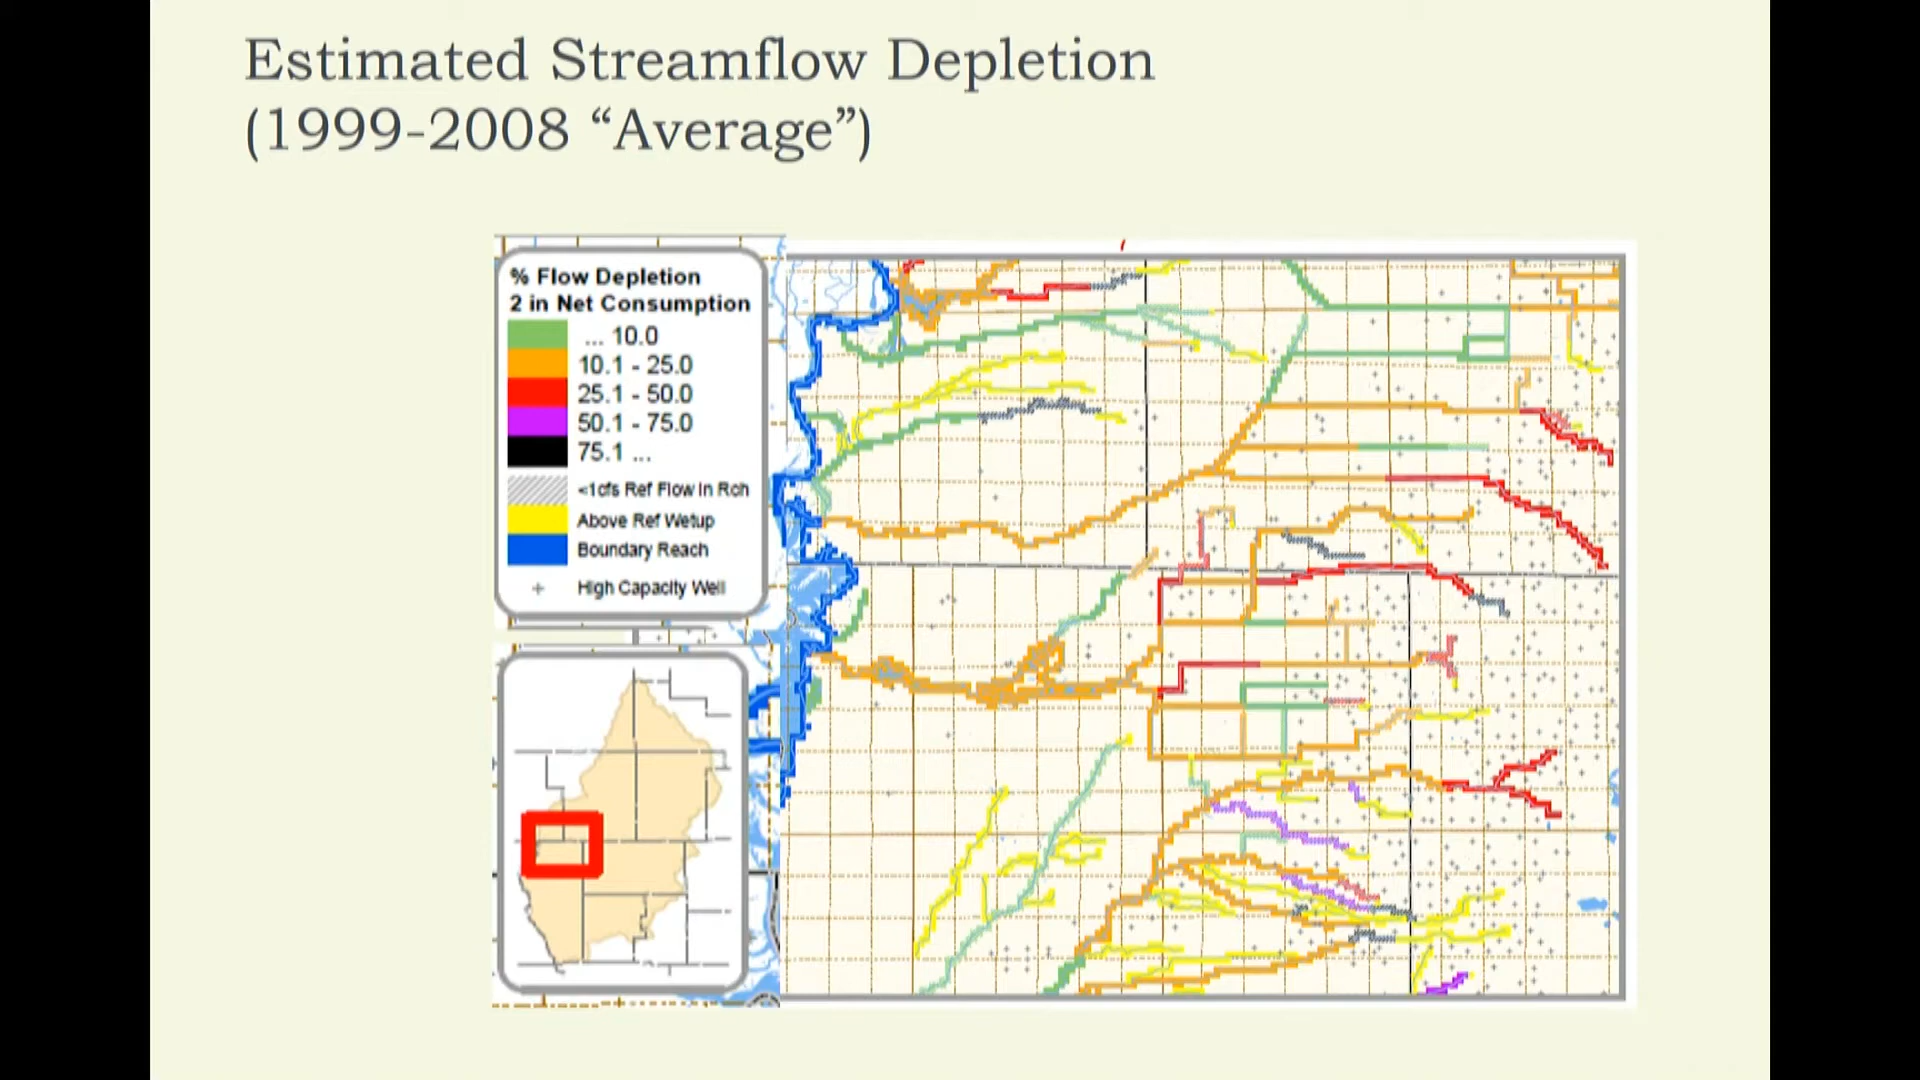 Estimated Streamflow Depletion
(1999-2008 “Average”)
% Flow Depletion
2 in Net Consumption
... 10.0
10.1 - 25.0
25.1 - 50.0
50.1 - 75.0
75.1 ...
<1cfs Ref Flow In Rch
Above Ref Wetup
Boundary Reach
High Capacity Well